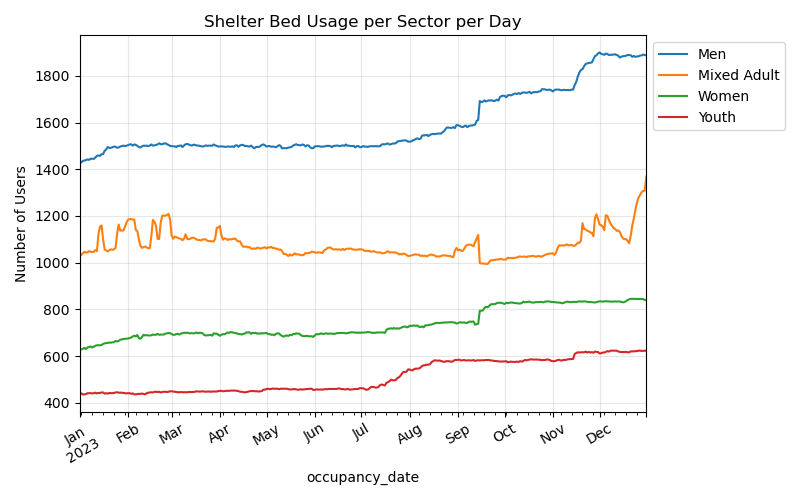 Shelter Bed Usage per Sector per Day
Number of Users
1800
1600
1400
1200
1000
800
600
400
Jan
2023
Feb
Mar
Apr
May
Jun
Jul
Aug
Sep
Oct
Nov
Dec
occupancy_date
Men
Mixed Adult
Women
Youth